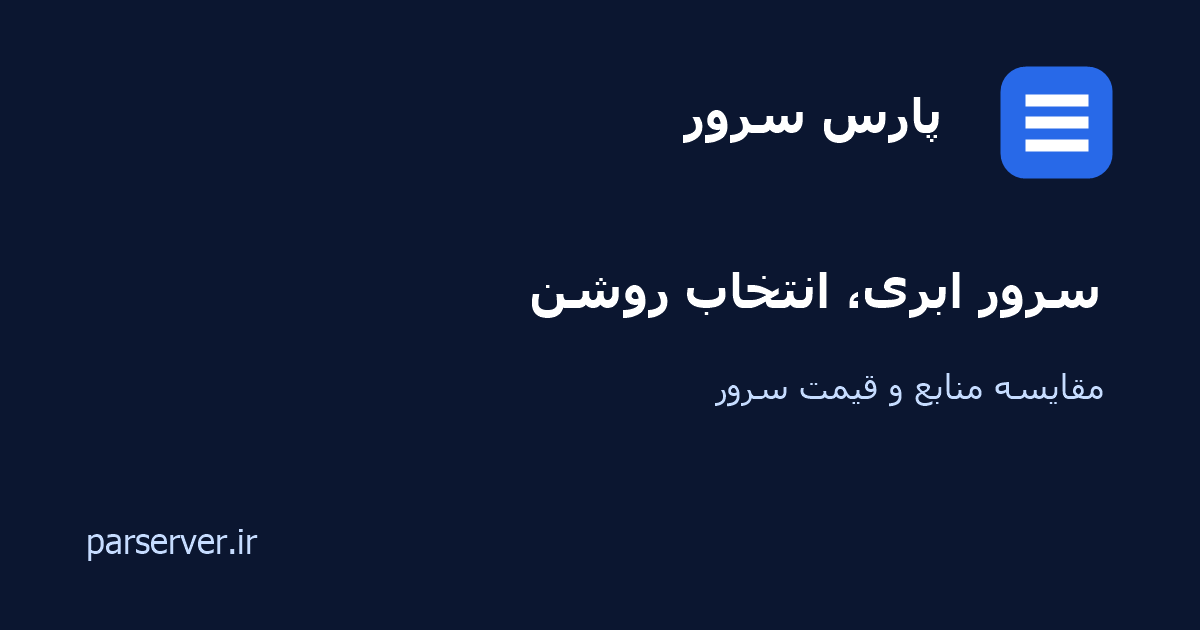 پارس سرور
سرور ابری، انتخاب روشن
مقایسه منابع و قیمت سرور
parserver.ir